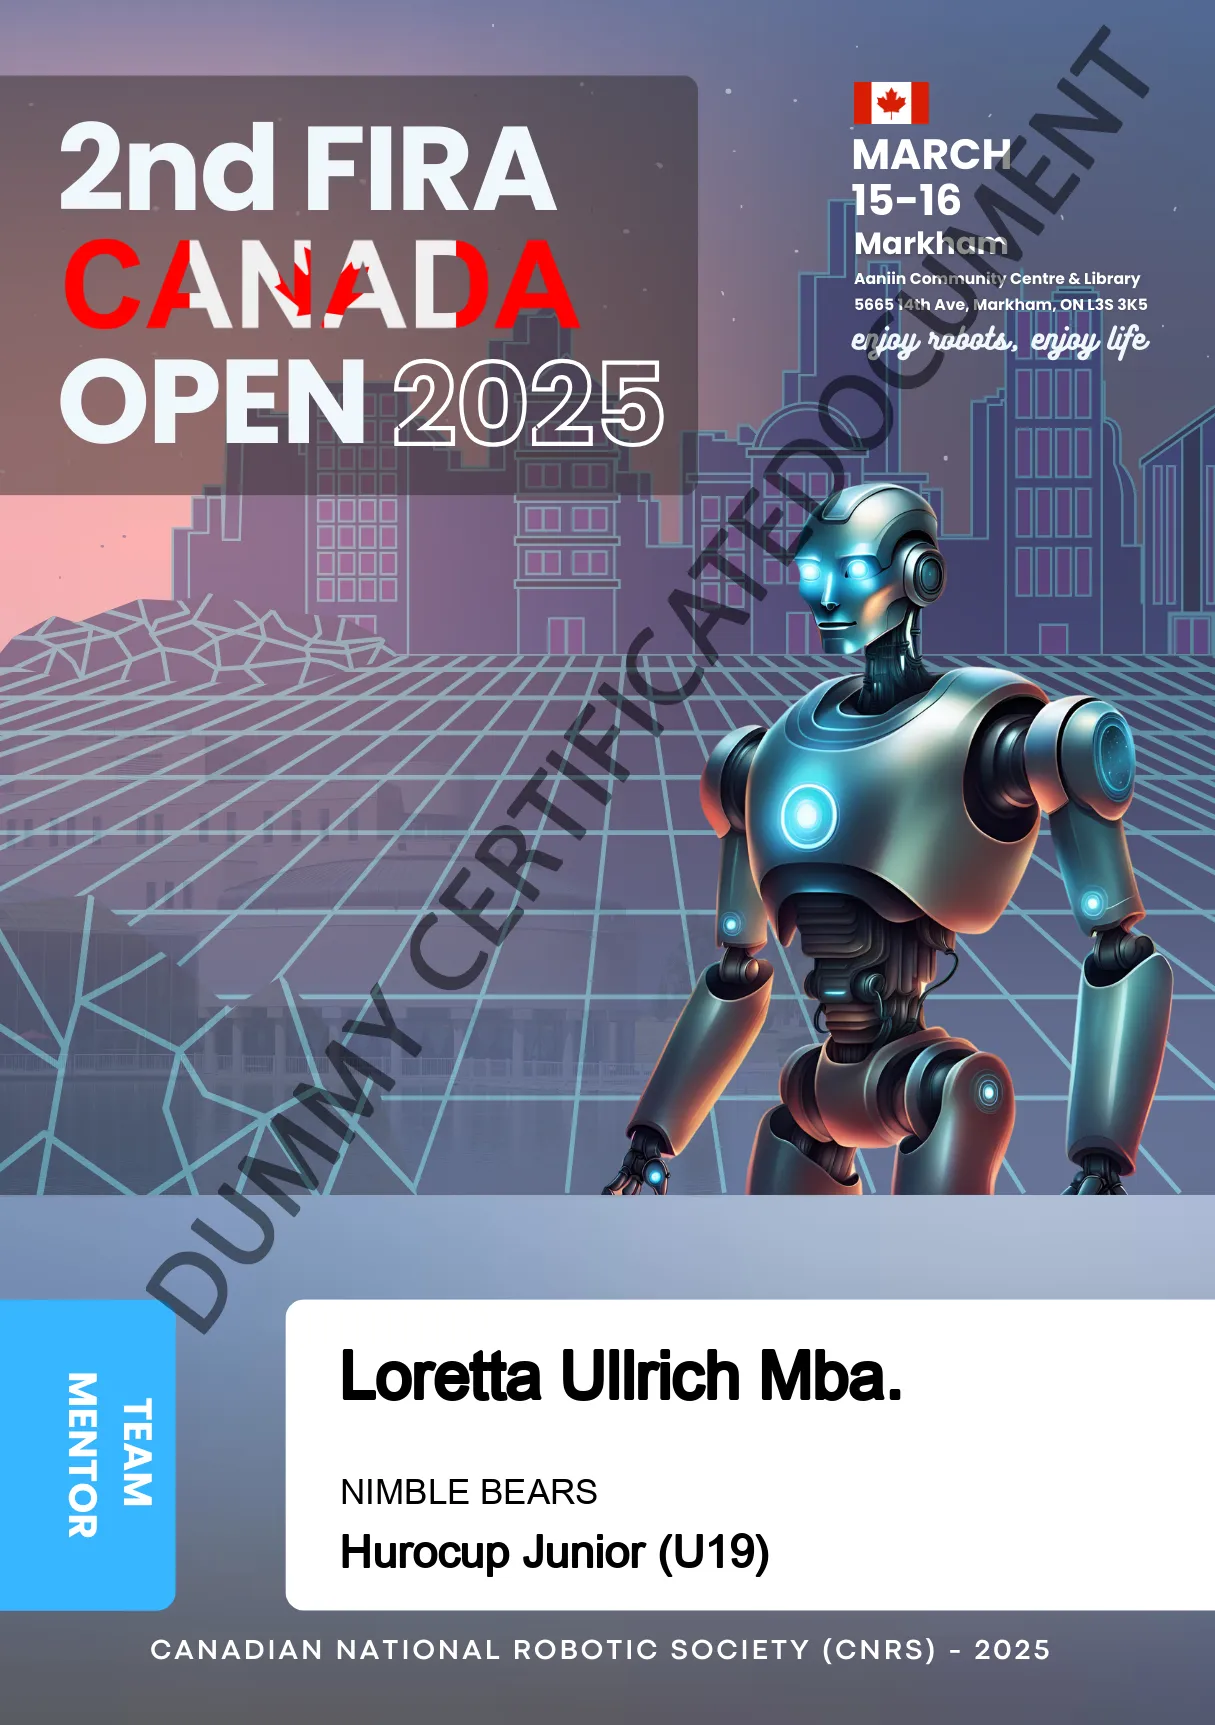 2nd FIRA
CANADA
OPEN 2025
MARCH
15-16
Markham
Aaniin Community Centre & Library
5665 14th Ave, Markham, ON L3S 3K5
enjoy robots, enjoy life
DUMMY CERTIFICATEDOCUMENT
TEAM
MENTOR
Loretta Ullrich Mba.
NIMBLE BEARS
Hurocup Junior (U19)
CANADIAN NATIONAL ROBOTIC SOCIETY (CNRS) - 2025